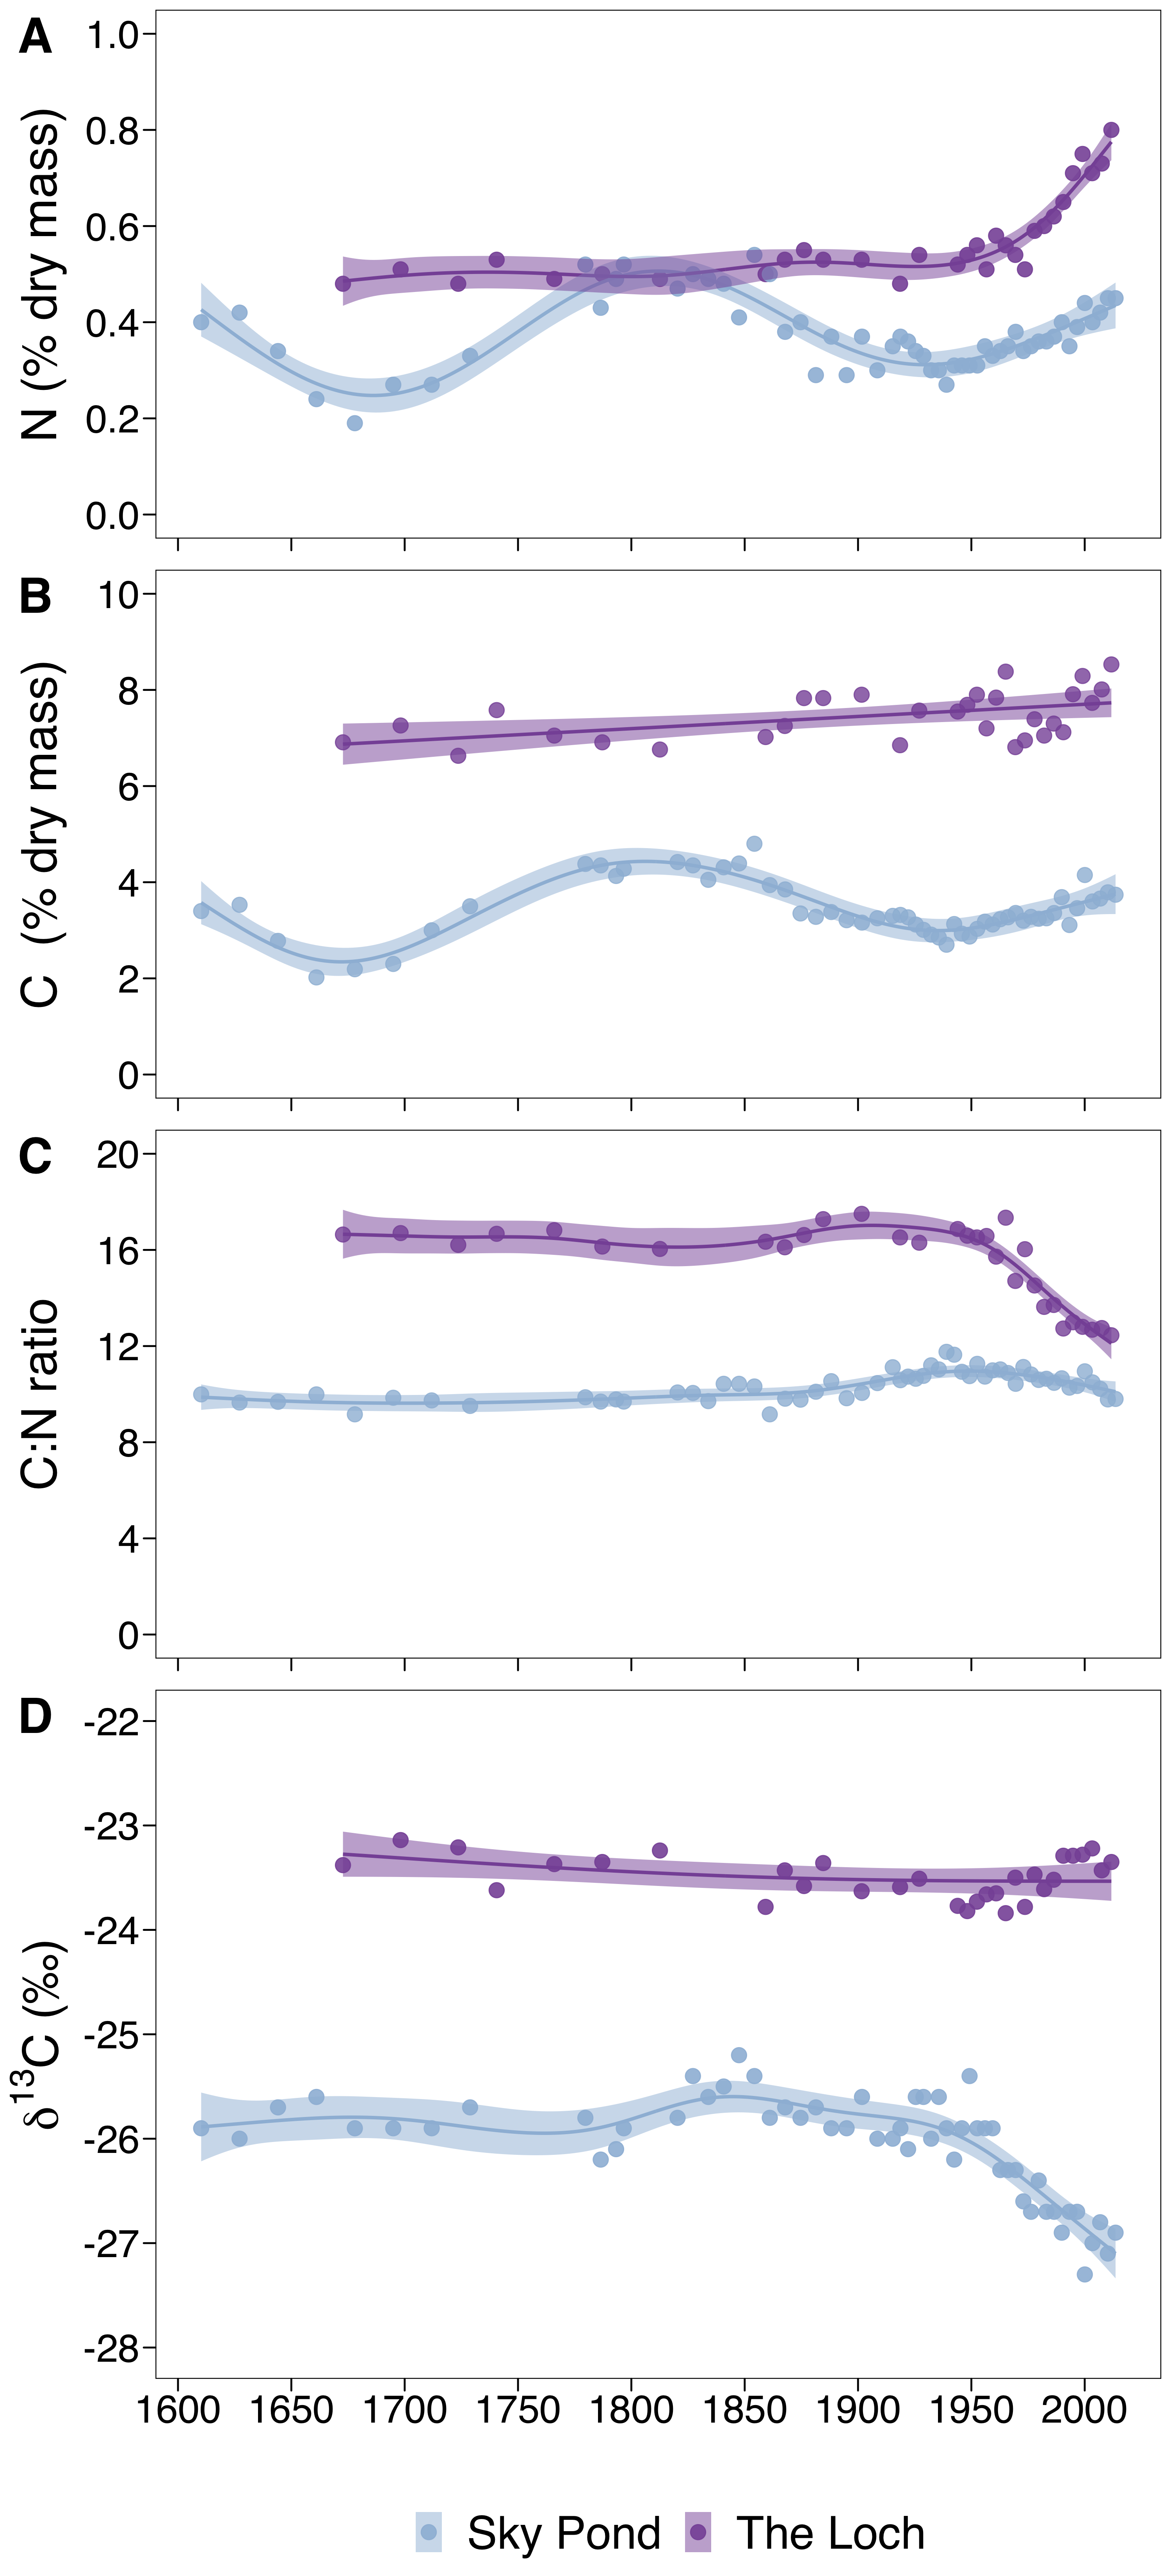 A
N (% dry mass)
1.0
0.8
0.6
0.4
0.2
0.0
B
C (% dry mass)
10
8
6
4
2
0
C
C:N ratio
20
16
12
8
4
0
D
δ¹³C (‰)
-22
-23
-24
-25
-26
-27
-28
1600 1650 1700 1750 1800 1850 1900 1950 2000
Sky Pond The Loch